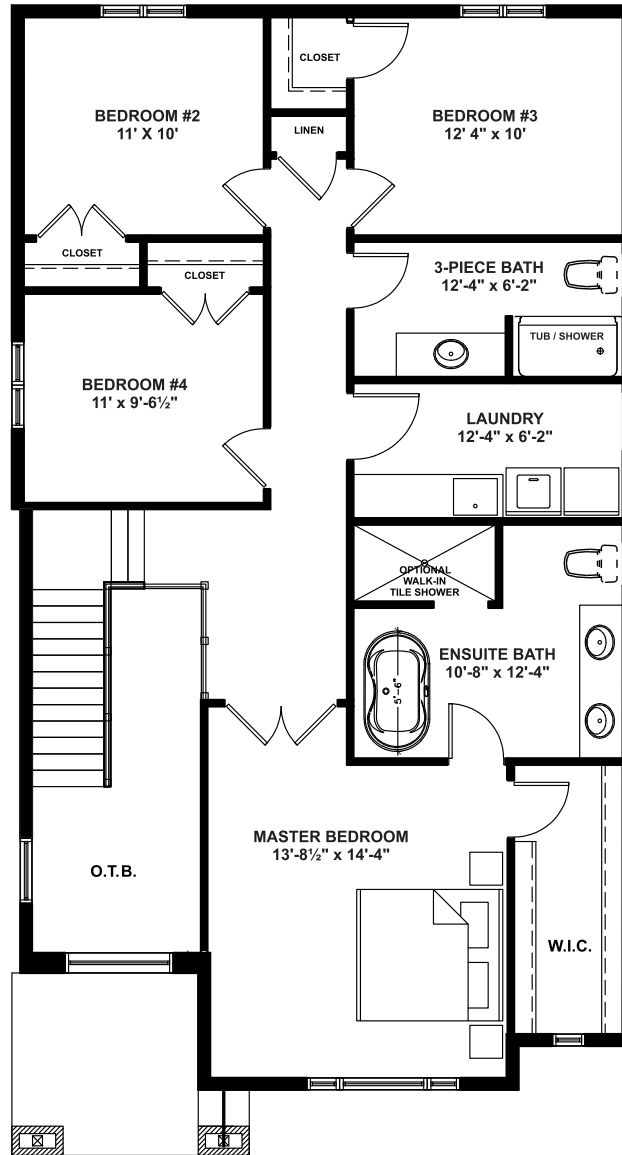 CLOSET
BEDROOM #2
11' X 10'
BEDROOM #3
12' 4" x 10'
LINEN
CLOSET
CLOSET
3-PIECE BATH
12'-4" x 6'-2"
TUB / SHOWER
BEDROOM #4
11' x 9'-6½"
LAUNDRY
12'-4" x 6'-2"
OPTIONAL
WALK-IN
TILE SHOWER
ENSUITE BATH
10'-8" x 12'-4"
5'-6"
MASTER BEDROOM
13'-8½" x 14'-4"
O.T.B.
W.I.C.